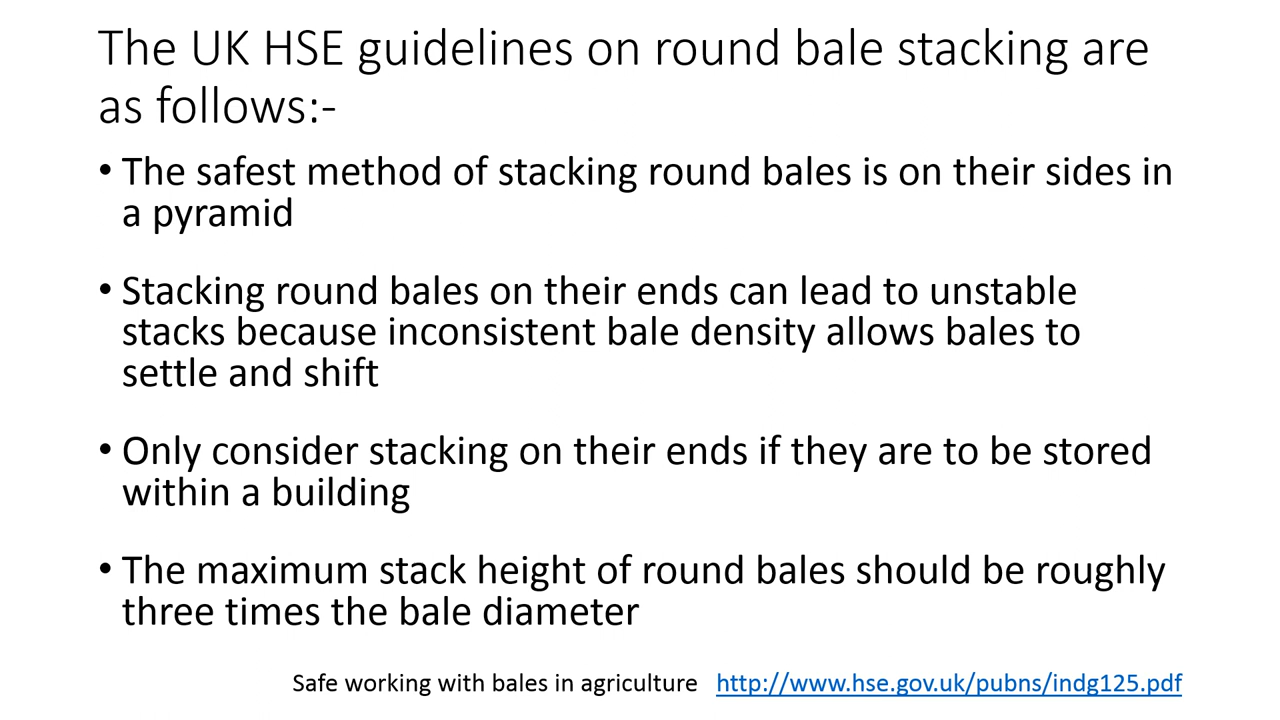 The UK HSE guidelines on round bale stacking are
as follows:-
• The safest method of stacking round bales is on their sides in
a pyramid
• Stacking round bales on their ends can lead to unstable
stacks because inconsistent bale density allows bales to
settle and shift
• Only consider stacking on their ends if they are to be stored
within a building
• The maximum stack height of round bales should be roughly
three times the bale diameter
Safe working with bales in agriculture http://www.hse.gov.uk/pubns/indg125.pdf